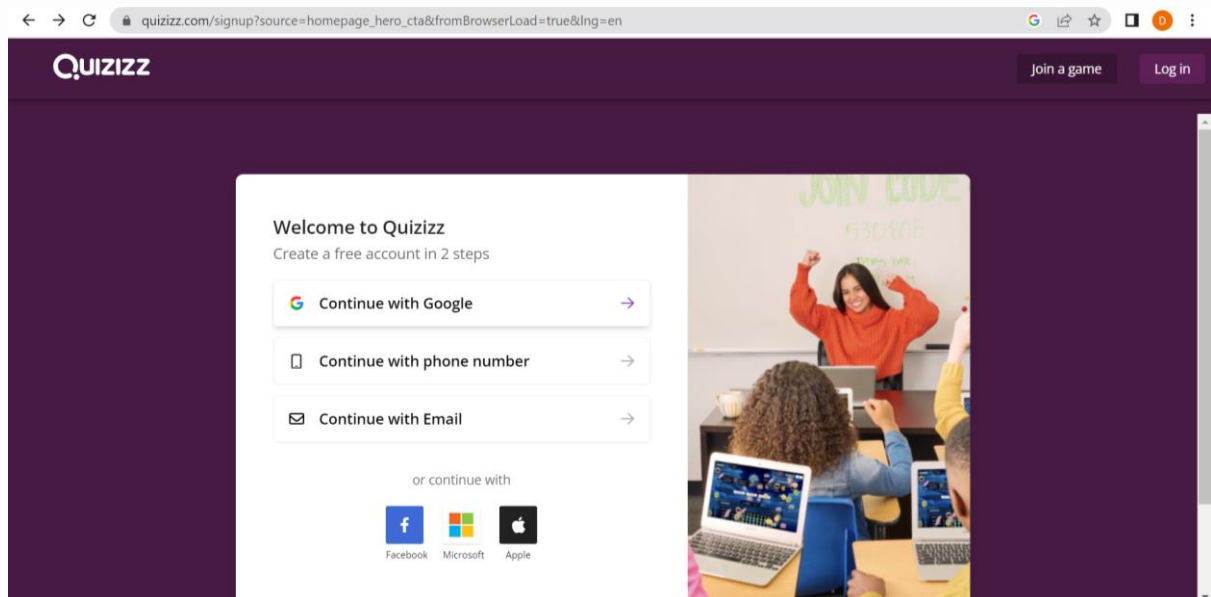 quizizz.com/signup?source=homepage_hero_cta&fromBrowserLoad=true&lng=en
D
QUIZIZZ
Join a game
Log in
Welcome to Quizizz
Create a free account in 2 steps
Continue with Google
Continue with phone number
Continue with Email
or continue with
Facebook
Microsoft
Apple
JOIN CODE